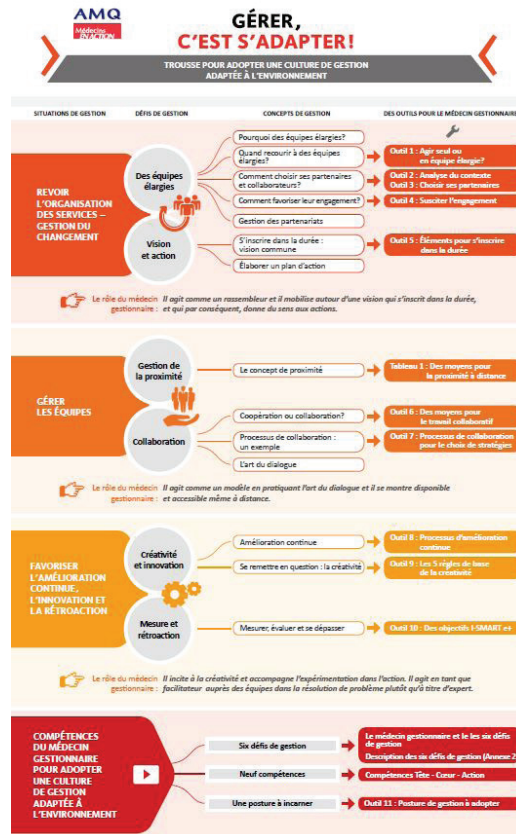 AMQ
Médecins
EN ACTION
GÉRER,
C'EST S'ADAPTER!
TROUSSE POUR ADOPTER UNE CULTURE DE GESTION
ADAPTÉE À L'ENVIRONNEMENT
SITUATIONS DE GESTION
DÉFIS DE GESTION
CONCEPTS DE GESTION
DES OUTILS POUR LE MÉDECIN GESTIONNAIRE
REVOIR
L'ORGANISATION
DES SERVICES –
GESTION DU
CHANGEMENT
Des équipes
élargies
Vision
et action
Pourquoi des équipes élargies?
Quand recourir à des équipes
élargies?
Comment choisir ses partenaires
et collaborateurs?
Comment favoriser leur engagement?
Gestion des partenariats
S'inscrire dans la durée :
vision commune
Élaborer un plan d'action
Outil 1 : Agir seul ou
en équipe élargie?
Outil 2 : Analyse du contexte
Outil 3 : Choisir ses partenaires
Outil 4 : Susciter l'engagement
Outil 5 : Éléments pour s'inscrire
dans la durée
Le rôle du médecin Il agit comme un rassembleur et il mobilise autour d'une vision qui s'inscrit dans la durée,
gestionnaire : et qui par conséquent, donne du sens aux actions.
GÉRER
LES ÉQUIPES
Gestion de
la proximité
Collaboration
Le concept de proximité
Coopération ou collaboration?
Processus de collaboration :
un exemple
L'art du dialogue
Tableau 1 : Des moyens pour
la proximité à distance
Outil 6 : Des moyens pour
le travail collaboratif
Outil 7 : Processus de collaboration
pour le choix de stratégies
Le rôle du médecin Il agit comme un modèle en pratiquant l'art du dialogue et il se montre disponible
gestionnaire : et accessible même à distance.
FAVORISER
L'AMÉLIORATION
CONTINUE,
L'INNOVATION ET
LA RÉTROACTION
Créativité
et innovation
Mesure et
rétroaction
Amélioration continue
Se remettre en question : la créativité
Mesurer, évaluer et se dépasser
Outil 8 : Processus d'amélioration
continue
Outil 9 : Les 5 règles de base
de la créativité
Outil 10 : Des objectifs I-SMART e+
Le rôle du médecin Il incite à la créativité et accompagne l'expérimentation dans l'action. Il agit en tant que
gestionnaire : facilitateur auprès des équipes dans la résolution de problème plutôt qu'à titre d'expert.
COMPÉTENCES
DU MÉDECIN
GESTIONNAIRE
POUR ADOPTER
UNE CULTURE
DE GESTION
ADAPTÉE À
L'ENVIRONNEMENT
Six défis de gestion
Neuf compétences
Une posture à incarner
Le médecin gestionnaire et le les six défis
de gestion
Description des six défis de gestion (Annexe 2
Compétences Tête - Cœur - Action
Outil 11 : Posture de gestion à adopter